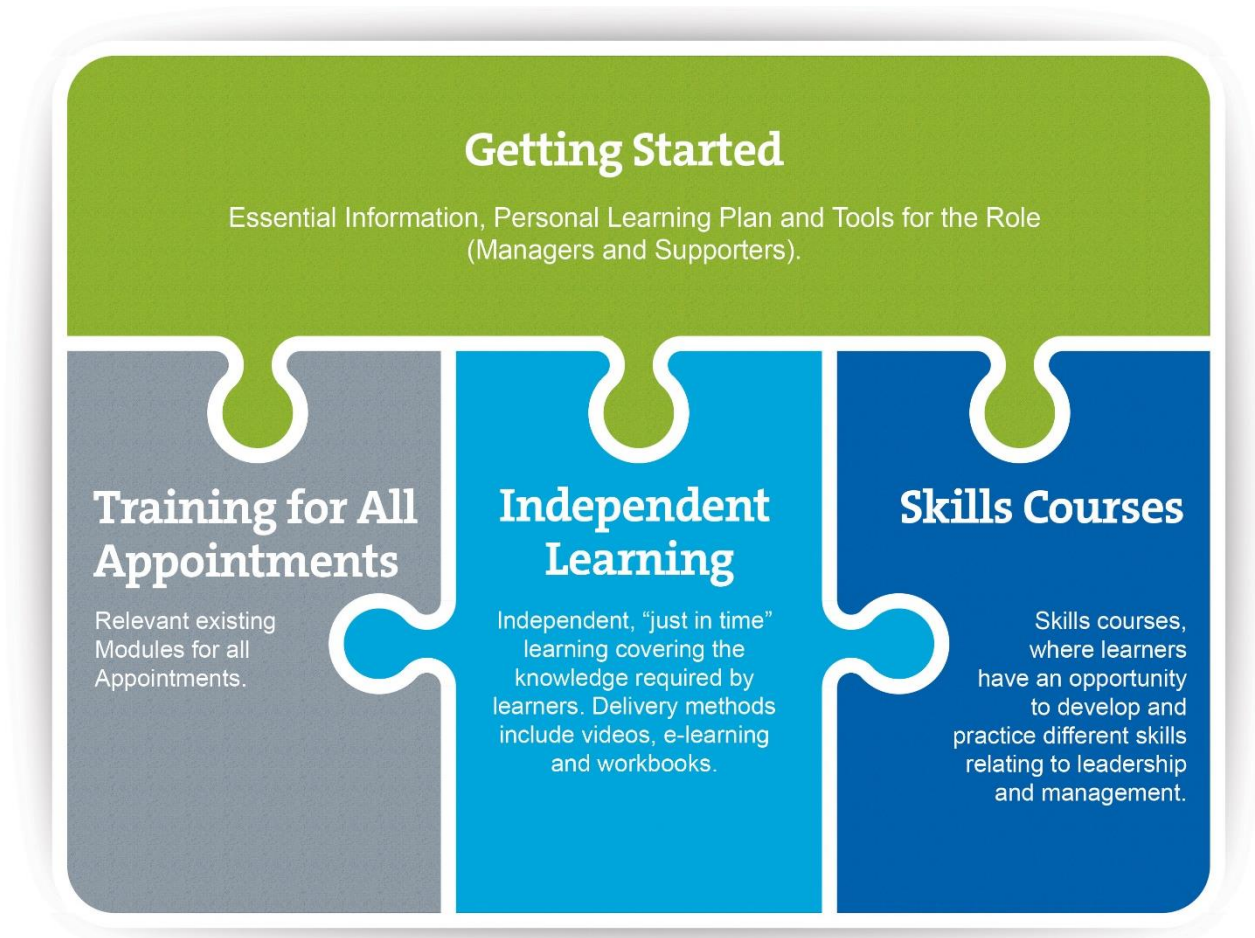 Getting Started
Essential Information, Personal Learning Plan and Tools for the Role
(Managers and Supporters).
Training for All
Appointments
Relevant existing
Modules for all
Appointments.
Independent
Learning
Independent, “just in time”
learning covering the
knowledge required by
learners. Delivery methods
include videos, e-learning
and workbooks.
Skills Courses
Skills courses,
where learners
have an opportunity
to develop and
practice different skills
relating to leadership
and management.